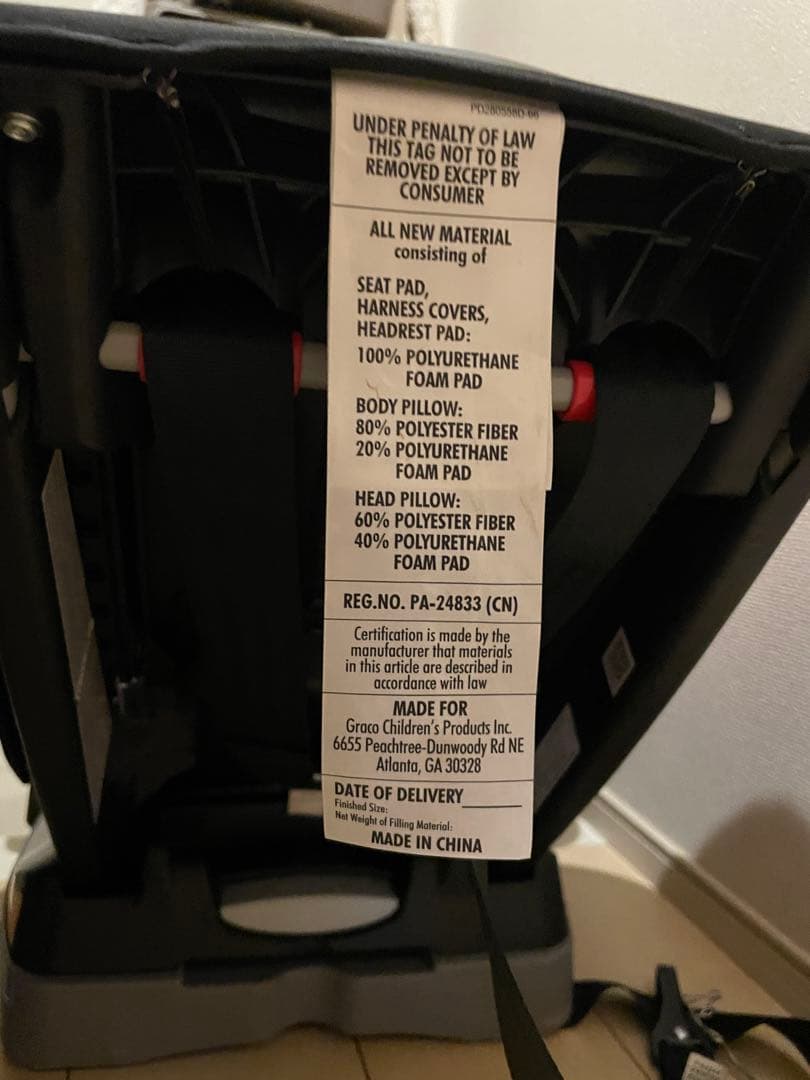 UNDER PENALTY OF LAW
THIS TAG NOT TO BE
REMOVED EXCEPT BY
CONSUMER
ALL NEW MATERIAL
consisting of
SEAT PAD,
HARNESS COVERS,
HEADREST PAD:
100% POLYURETHANE
FOAM PAD
BODY PILLOW:
80% POLYESTER FIBER
20% POLYURETHANE
FOAM PAD
HEAD PILLOW:
60% POLYESTER FIBER
40% POLYURETHANE
FOAM PAD
REG.NO. PA-24833 (CN)
Certification is made by the
manufacturer that materials
in this article are described in
accordance with law
MADE FOR
Graco Children's Products Inc.
6655 Peachtree-Dunwoody Rd NE
Atlanta, GA 30328
DATE OF DELIVERY
Finished Size:
Net Weight of Filling Material:
MADE IN CHINA